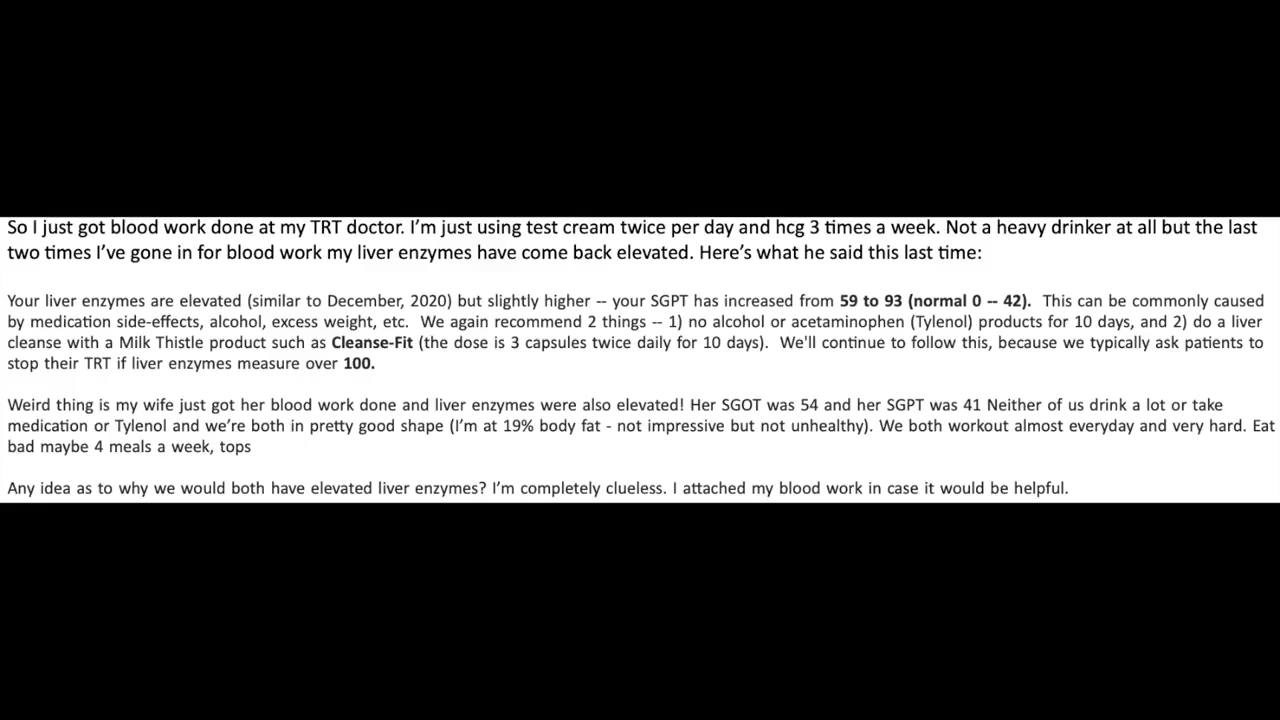 So I just got blood work done at my TRT doctor. I’m just using test cream twice per day and hcg 3 times a week. Not a heavy drinker at all but the last
two times I’ve gone in for blood work my liver enzymes have come back elevated. Here’s what he said this last time:
Your liver enzymes are elevated (similar to December, 2020) but slightly higher -- your SGPT has increased from 59 to 93 (normal 0 -- 42).  This can be commonly caused
by medication side-effects, alcohol, excess weight, etc.  We again recommend 2 things -- 1) no alcohol or acetaminophen (Tylenol) products for 10 days, and 2) do a liver
cleanse with a Milk Thistle product such as Cleanse-Fit (the dose is 3 capsules twice daily for 10 days).  We'll continue to follow this, because we typically ask patients to
stop their TRT if liver enzymes measure over 100.
Weird thing is my wife just got her blood work done and liver enzymes were also elevated! Her SGOT was 54 and her SGPT was 41 Neither of us drink a lot or take
medication or Tylenol and we’re both in pretty good shape (I’m at 19% body fat - not impressive but not unhealthy). We both workout almost everyday and very hard. Eat
bad maybe 4 meals a week, tops
Any idea as to why we would both have elevated liver enzymes? I’m completely clueless. I attached my blood work in case it would be helpful.